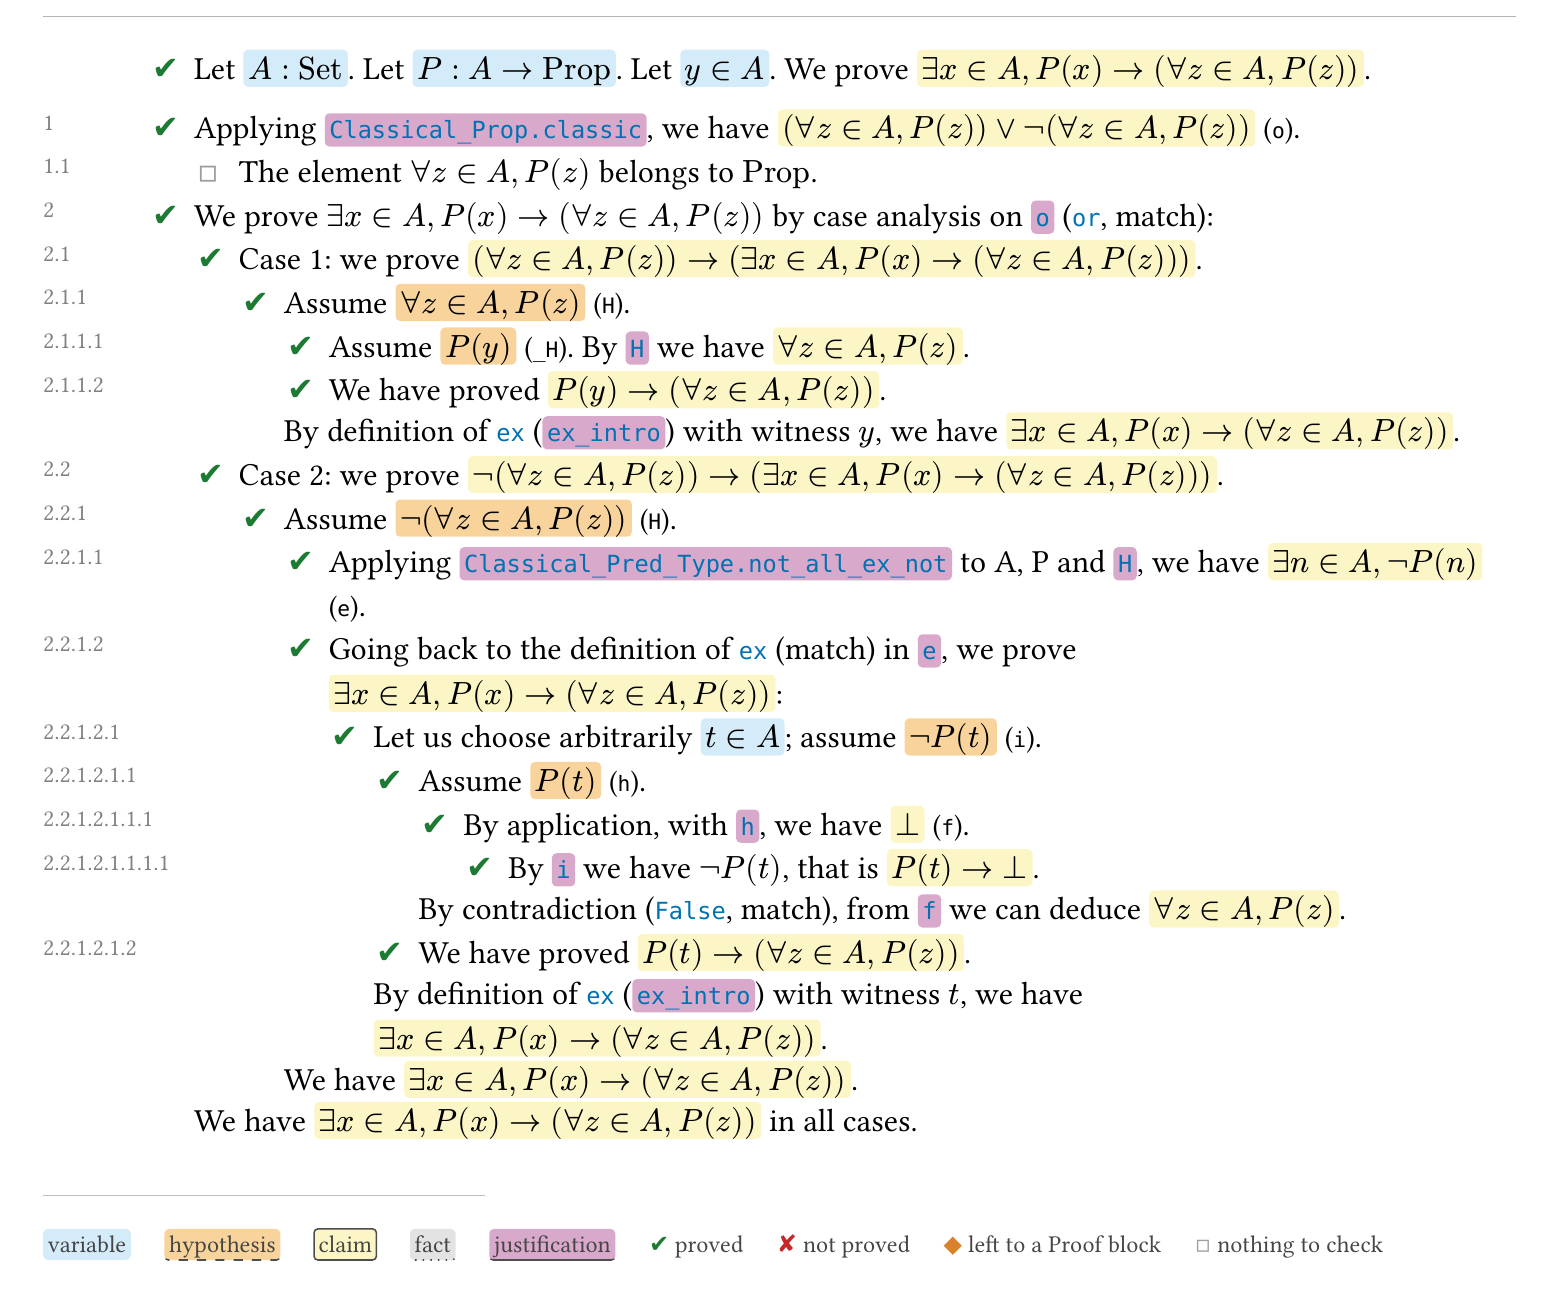 ✔ Let A : Set. Let P : A → Prop. Let y ∈ A. We prove ∃x ∈ A, P(x) → (∀z ∈ A, P(z)).
1 ✔ Applying Classical_Prop.classic, we have (∀z ∈ A, P(z)) ∨ ¬(∀z ∈ A, P(z)) (o).
1.1 □ The element ∀z ∈ A, P(z) belongs to Prop.
2 ✔ We prove ∃x ∈ A, P(x) → (∀z ∈ A, P(z)) by case analysis on o (or, match):
2.1 ✔ Case 1: we prove (∀z ∈ A, P(z)) → (∃x ∈ A, P(x) → (∀z ∈ A, P(z))).
2.1.1 ✔ Assume ∀z ∈ A, P(z) (H).
2.1.1.1 ✔ Assume P(y) (_H). By H we have ∀z ∈ A, P(z).
2.1.1.2 ✔ We have proved P(y) → (∀z ∈ A, P(z)).
By definition of ex (ex_intro) with witness y, we have ∃x ∈ A, P(x) → (∀z ∈ A, P(z)).
2.2 ✔ Case 2: we prove ¬(∀z ∈ A, P(z)) → (∃x ∈ A, P(x) → (∀z ∈ A, P(z))).
2.2.1 ✔ Assume ¬(∀z ∈ A, P(z)) (H).
2.2.1.1 ✔ Applying Classical_Pred_Type.not_all_ex_not to A, P and H, we have ∃n ∈ A, ¬P(n)
(e).
2.2.1.2 ✔ Going back to the definition of ex (match) in e, we prove
∃x ∈ A, P(x) → (∀z ∈ A, P(z)):
2.2.1.2.1 ✔ Let us choose arbitrarily t ∈ A; assume ¬P(t) (i).
2.2.1.2.1.1 ✔ Assume P(t) (h).
2.2.1.2.1.1.1 ✔ By application, with h, we have ⊥ (f).
2.2.1.2.1.1.1.1 ✔ By i we have ¬P(t), that is P(t) → ⊥.
By contradiction (False, match), from f we can deduce ∀z ∈ A, P(z).
2.2.1.2.1.2 ✔ We have proved P(t) → (∀z ∈ A, P(z)).
By definition of ex (ex_intro) with witness t, we have
∃x ∈ A, P(x) → (∀z ∈ A, P(z)).
We have ∃x ∈ A, P(x) → (∀z ∈ A, P(z)).
We have ∃x ∈ A, P(x) → (∀z ∈ A, P(z)) in all cases.
variable hypothesis claim fact justification ✔ proved ✘ not proved ◆ left to a Proof block □ nothing to check